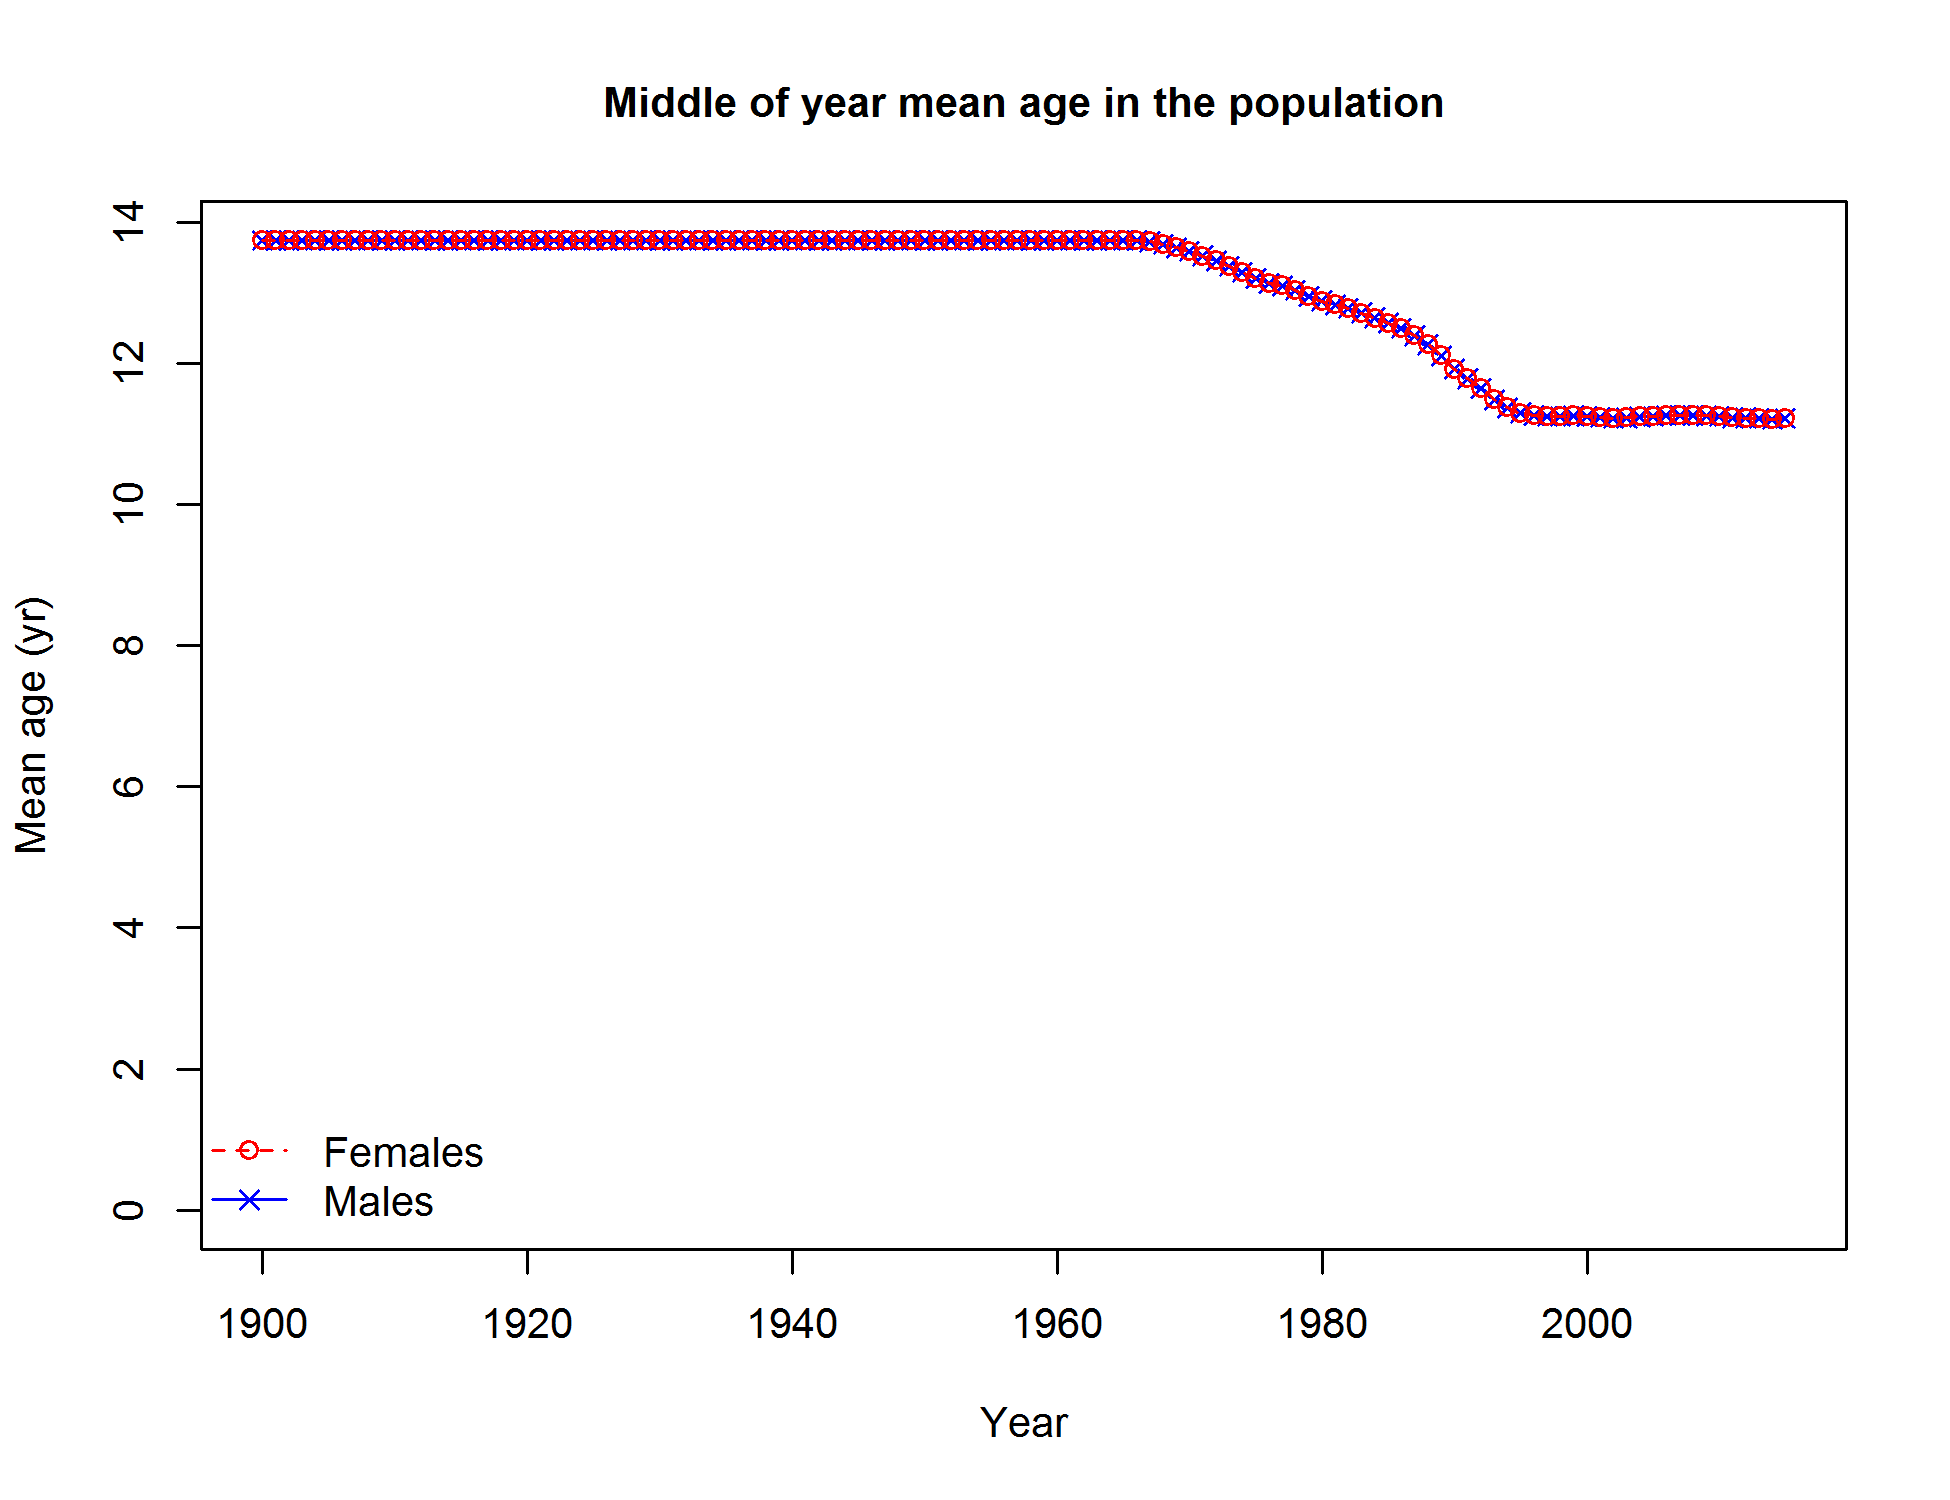 Middle of year mean age in the population
Mean age (yr)
14
12
10
8
6
4
2
0
Females
Males
1900 1920 1940 1960 1980 2000
Year